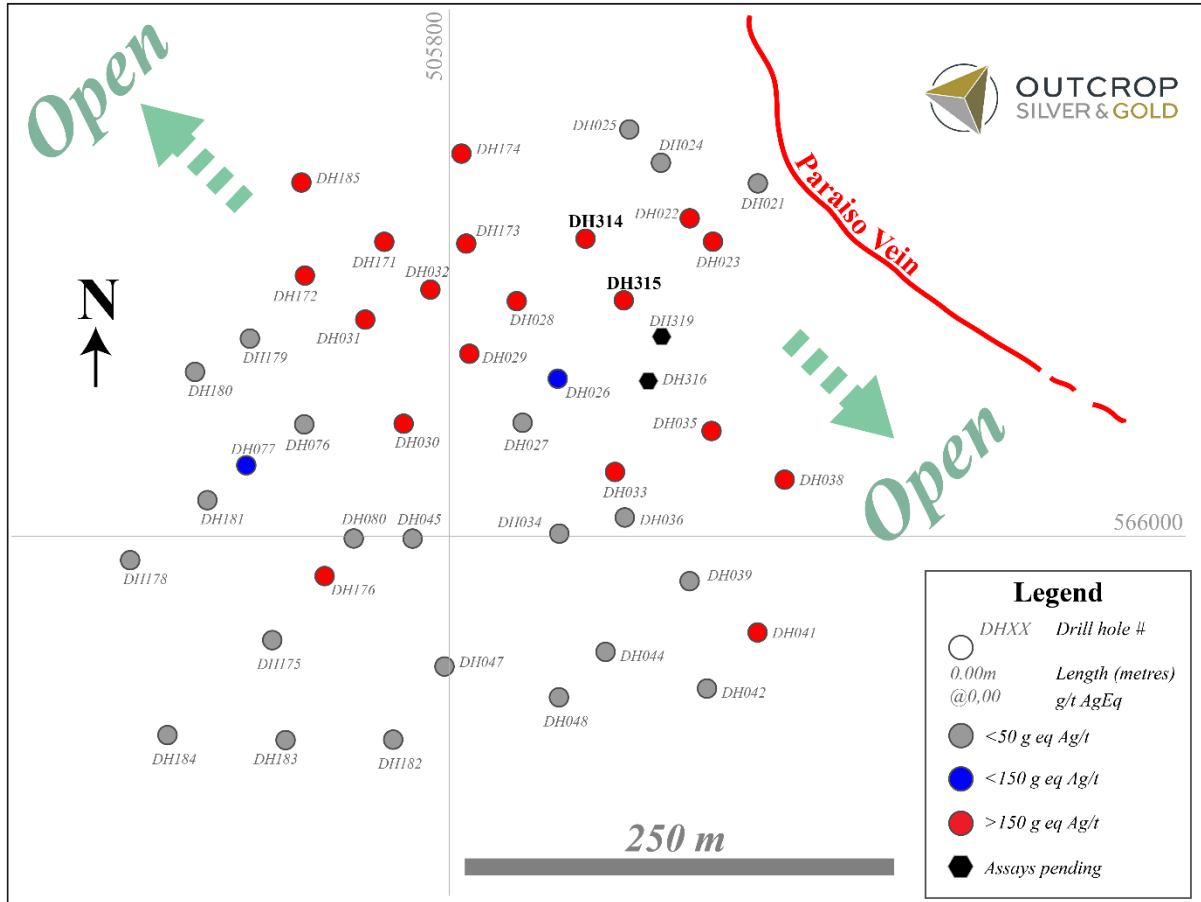 505800
Open
OUTCROP
SILVER & GOLD
DH025
DH024
DH174
DH185
DH021
Paraiso Vein
DH022
DH314
DH173
DH171
DH023
DH032
DH172
DH315
DH028
DH031
DH319
N
DH179
DH029
DH180
DH316
DH026
DH076
DH030
DH027
DH035
DH077
DH033
DH038
Open
DH181
DH036
DH080
DH045
DH034
566000
DH178
DH176
DH039
Legend
DHXX Drill hole #
0.00m Length (metres)
@0,00 g/t AgEq
<50 g eq Ag/t
<150 g eq Ag/t
>150 g eq Ag/t
Assays pending
DH041
DH175
DH044
DH047
DH042
DH048
DH184
DH183
DH182
250 m